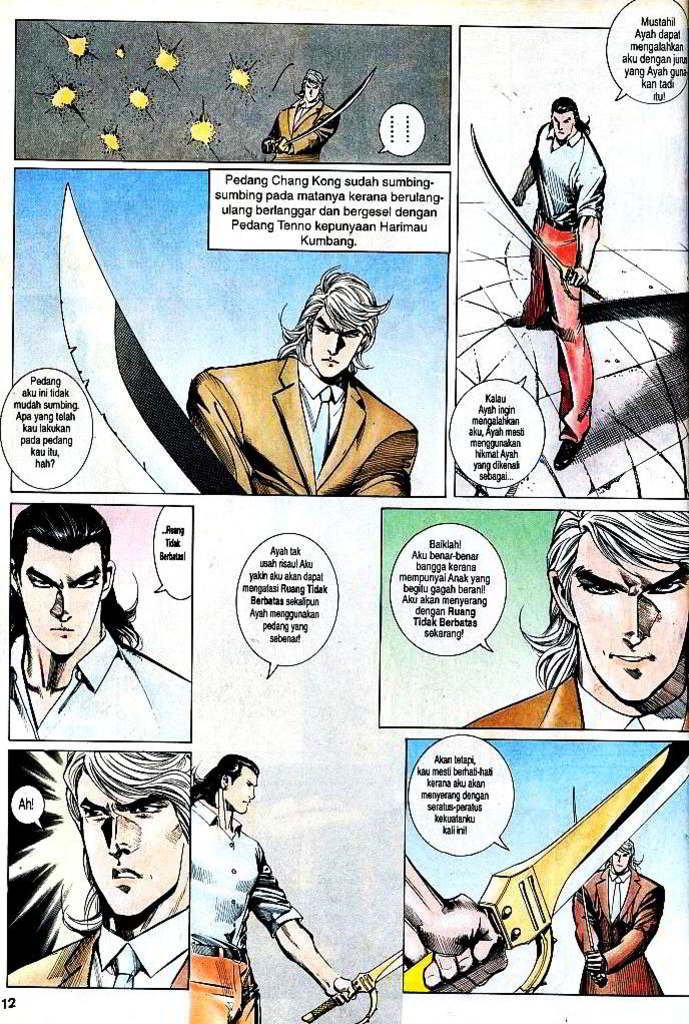 . . .
. . .
Mustahil
Ayah dapat
mengalahkan
aku dengan jurus
yang Ayah guna
kan tadi
itu!
Pedang Chang Kong sudah sumbing-
sumbing pada matanya kerana berulang-
ulang berlanggar dan bergesel dengan
Pedang Tenno kepunyaan Harimau
Kumbang.
Pedang
aku ini tidak
mudah sumbing.
Apa yang telah
kau lakukan
pada pedang
kau itu,
hah?
Kalau
Ayah ingin
mengalahkan
aku, Ayah mesti
menggunakan
hikmat Ayah
yang dikenali
sebagai...
...Ruang
Tidak
Berbatas!
Ayah tak
usah risau! Aku
yakin aku akan dapat
mengatasi Ruang Tidak
Berbatas sekalipun
Ayah menggunakan
pedang yang
sebenar!
Baiklah!
Aku benar-benar
bangga kerana
mempunyai Anak yang
begitu gagah berani!
Aku akan menyerang
dengan Ruang
Tidak Berbatas
sekarang!
Ah!
Akan tetapi,
kau mesti berhati-hati
kerana aku akan
menyerang dengan
seratus-peratus
kekuatanku
kali ini!
12